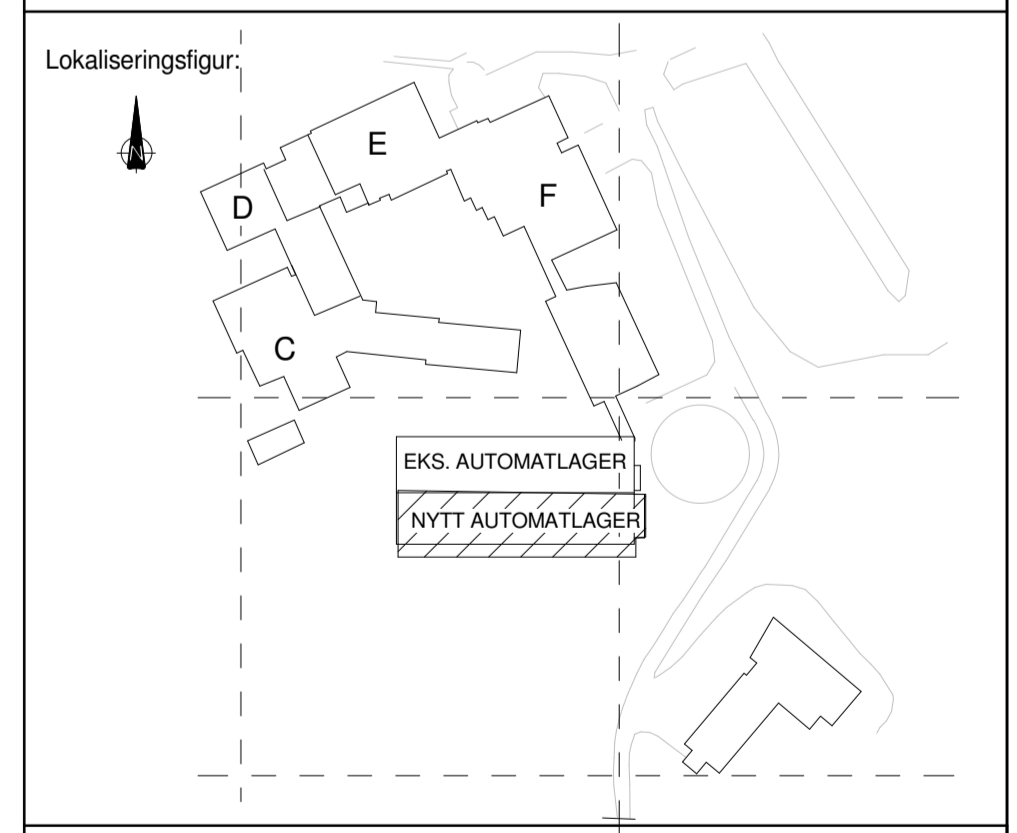 Lokaliseringsfigur:
N
E
F
D
C
EKS. AUTOMATLAGER
NYTT AUTOMATLAGER